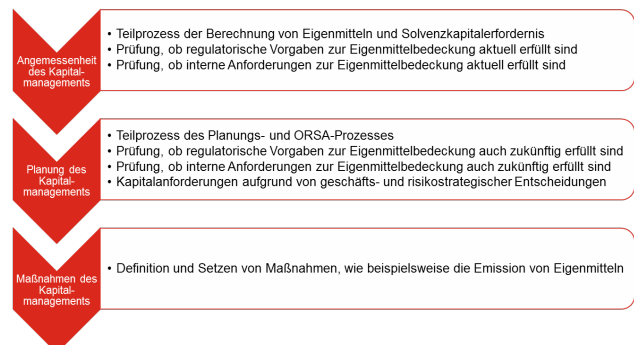 Angemessenheit
des Kapital-
managements
• Teilprozess der Berechnung von Eigenmitteln und Solvenzkapitalerfordernis
• Prüfung, ob regulatorische Vorgaben zur Eigenmittelbedeckung aktuell erfüllt sind
• Prüfung, ob interne Anforderungen zur Eigenmittelbedeckung aktuell erfüllt sind
Planung des
Kapital-
managements
• Teilprozess des Planungs- und ORSA-Prozesses
• Prüfung, ob regulatorische Vorgaben zur Eigenmittelbedeckung auch zukünftig erfüllt sind
• Prüfung, ob interne Anforderungen zur Eigenmittelbedeckung auch zukünftig erfüllt sind
• Kapitalanforderungen aufgrund von geschäfts- und risikostrategischer Entscheidungen
Maßnahmen des
Kapital-
managements
• Definition und Setzen von Maßnahmen, wie beispielsweise die Emission von Eigenmitteln